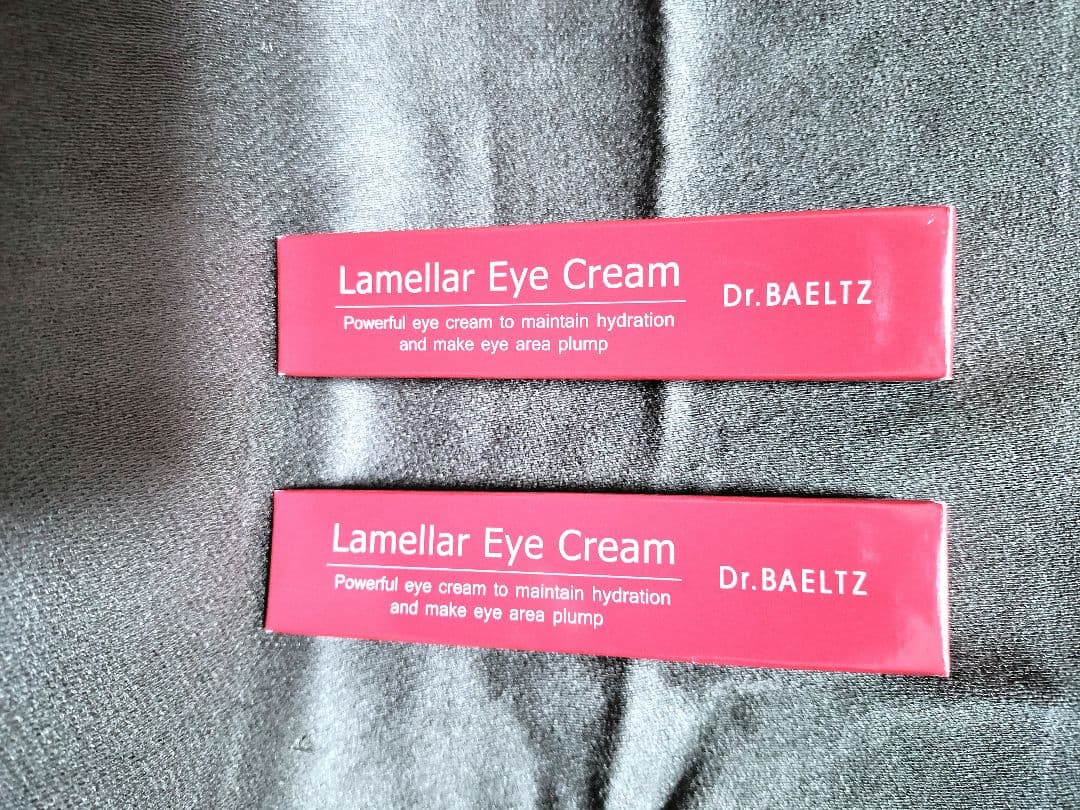 Lamellar Eye Cream
Powerful eye cream to maintain hydration
and make eye area plump
Dr.BAELTZ
Lamellar Eye Cream
Powerful eye cream to maintain hydration
and make eye area plump
Dr.BAELTZ